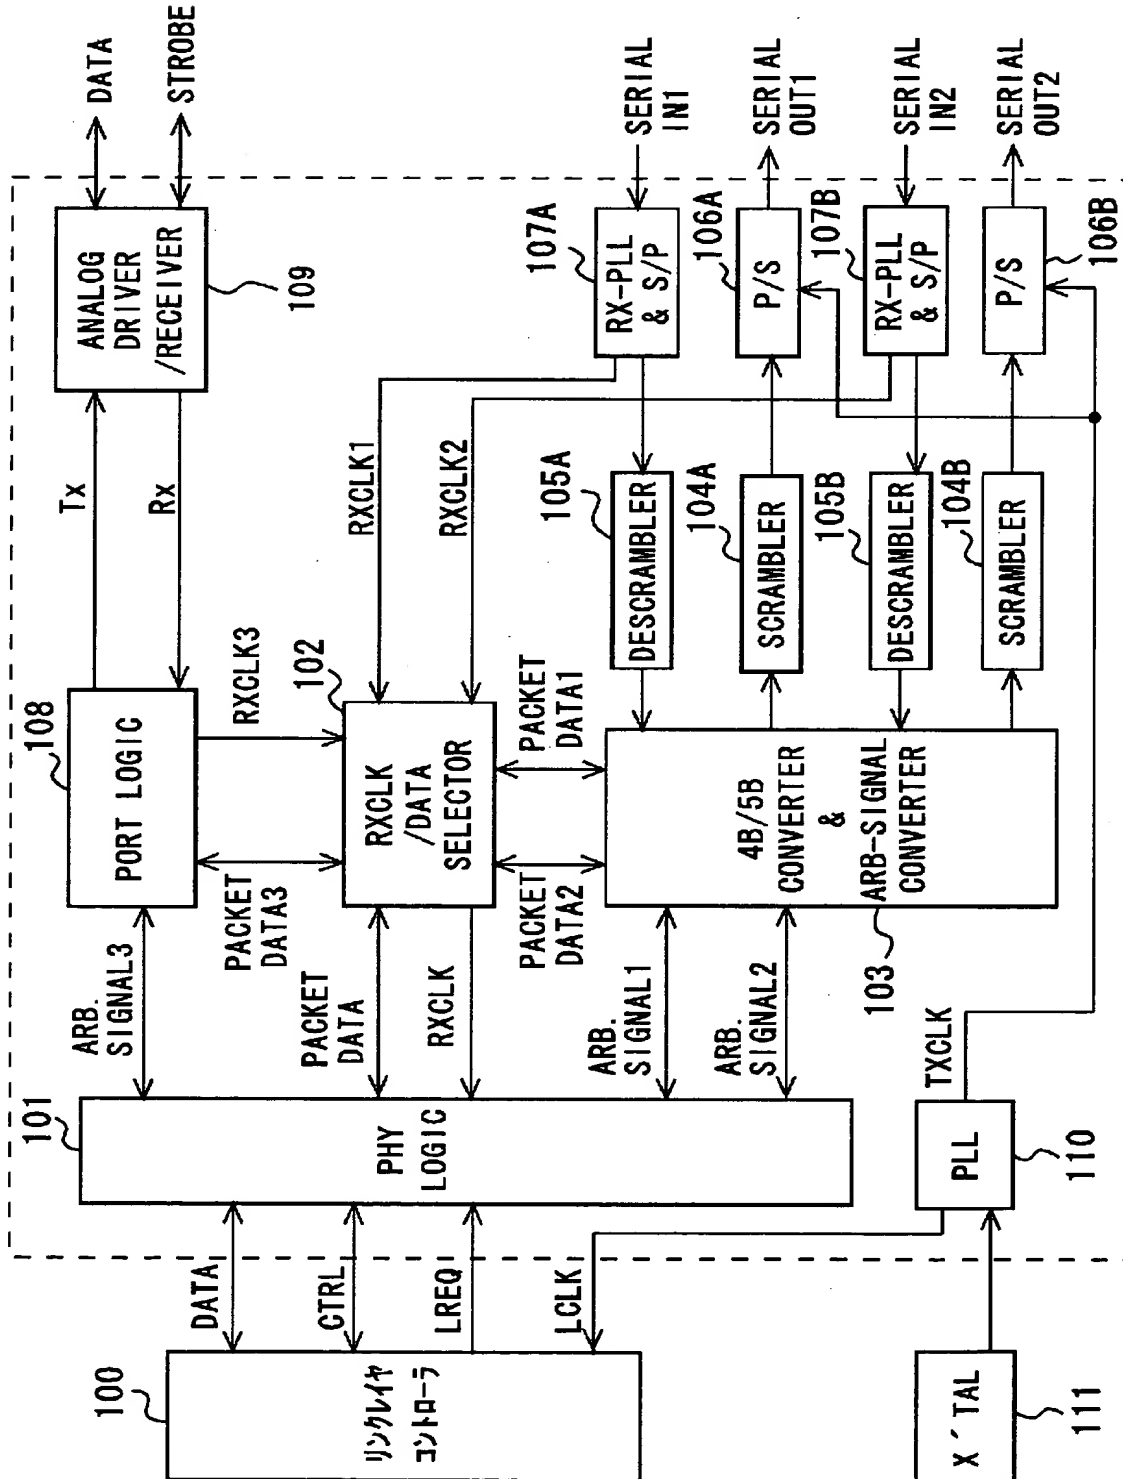 100
リンクレイヤ
コントローラ
DATA
CTRL
LREQ
LCLK
X´TAL
111
101
PHY
LOGIC
PLL
110
TXCLK
ARB.
SIGNAL3
PACKET
DATA
RXCLK
ARB.
SIGNAL1
ARB.
SIGNAL2
108
PORT LOGIC
PACKET
DATA3
RXCLK3
102
RXCLK
/DATA
SELECTOR
PACKET
DATA2
PACKET
DATA1
4B/5B
CONVERTER
&
ARB-SIGNAL
CONVERTER
103
Tx
Rx
RXCLK1
RXCLK2
105A
DESCRAMBLER
104A
SCRAMBLER
105B
DESCRAMBLER
104B
SCRAMBLER
ANALOG
DRIVER
/RECEIVER
109
107A
RX-PLL
& S/P
106A
P/S
107B
RX-PLL
& S/P
P/S
106B
DATA
STROBE
SERIAL
IN1
SERIAL
OUT1
SERIAL
IN2
SERIAL
OUT2